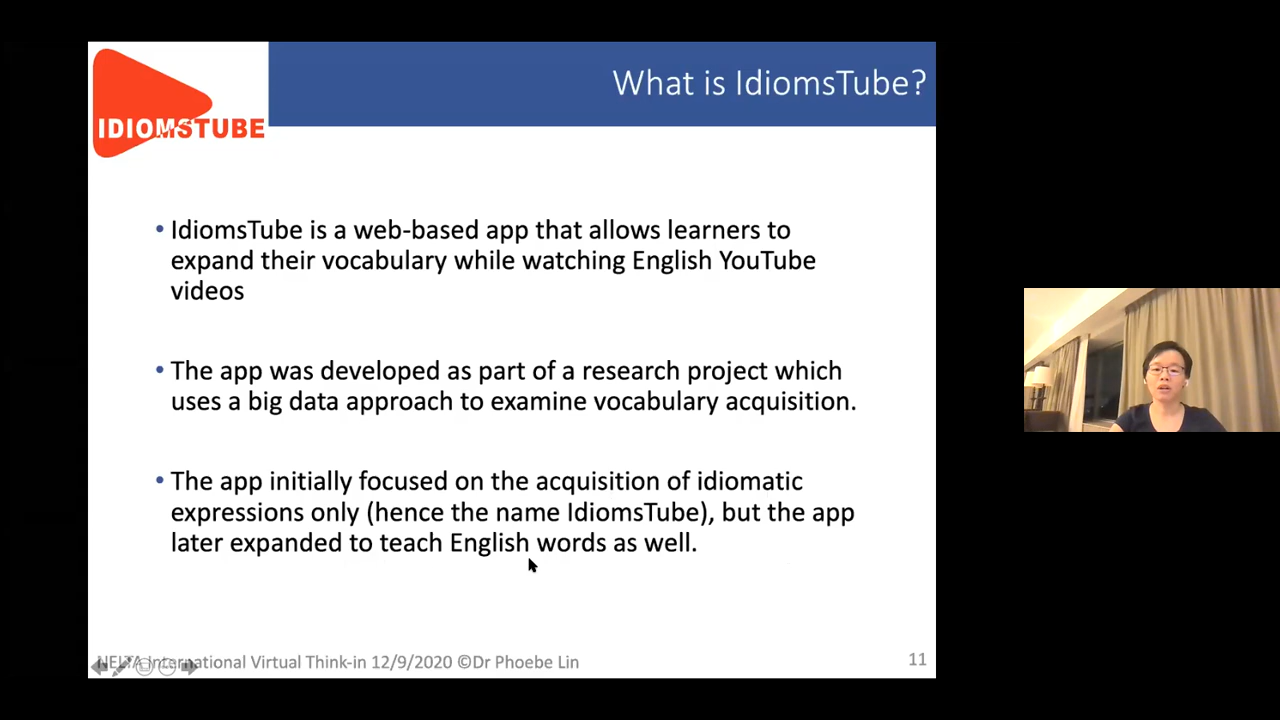 What is IdiomsTube?
IDIOMSTUBE
• IdiomsTube is a web-based app that allows learners to
expand their vocabulary while watching English YouTube
videos
• The app was developed as part of a research project which
uses a big data approach to examine vocabulary acquisition.
• The app initially focused on the acquisition of idiomatic
expressions only (hence the name IdiomsTube), but the app
later expanded to teach English words as well.
NELTA International Virtual Think-in 12/9/2020 ©Dr Phoebe Lin
11